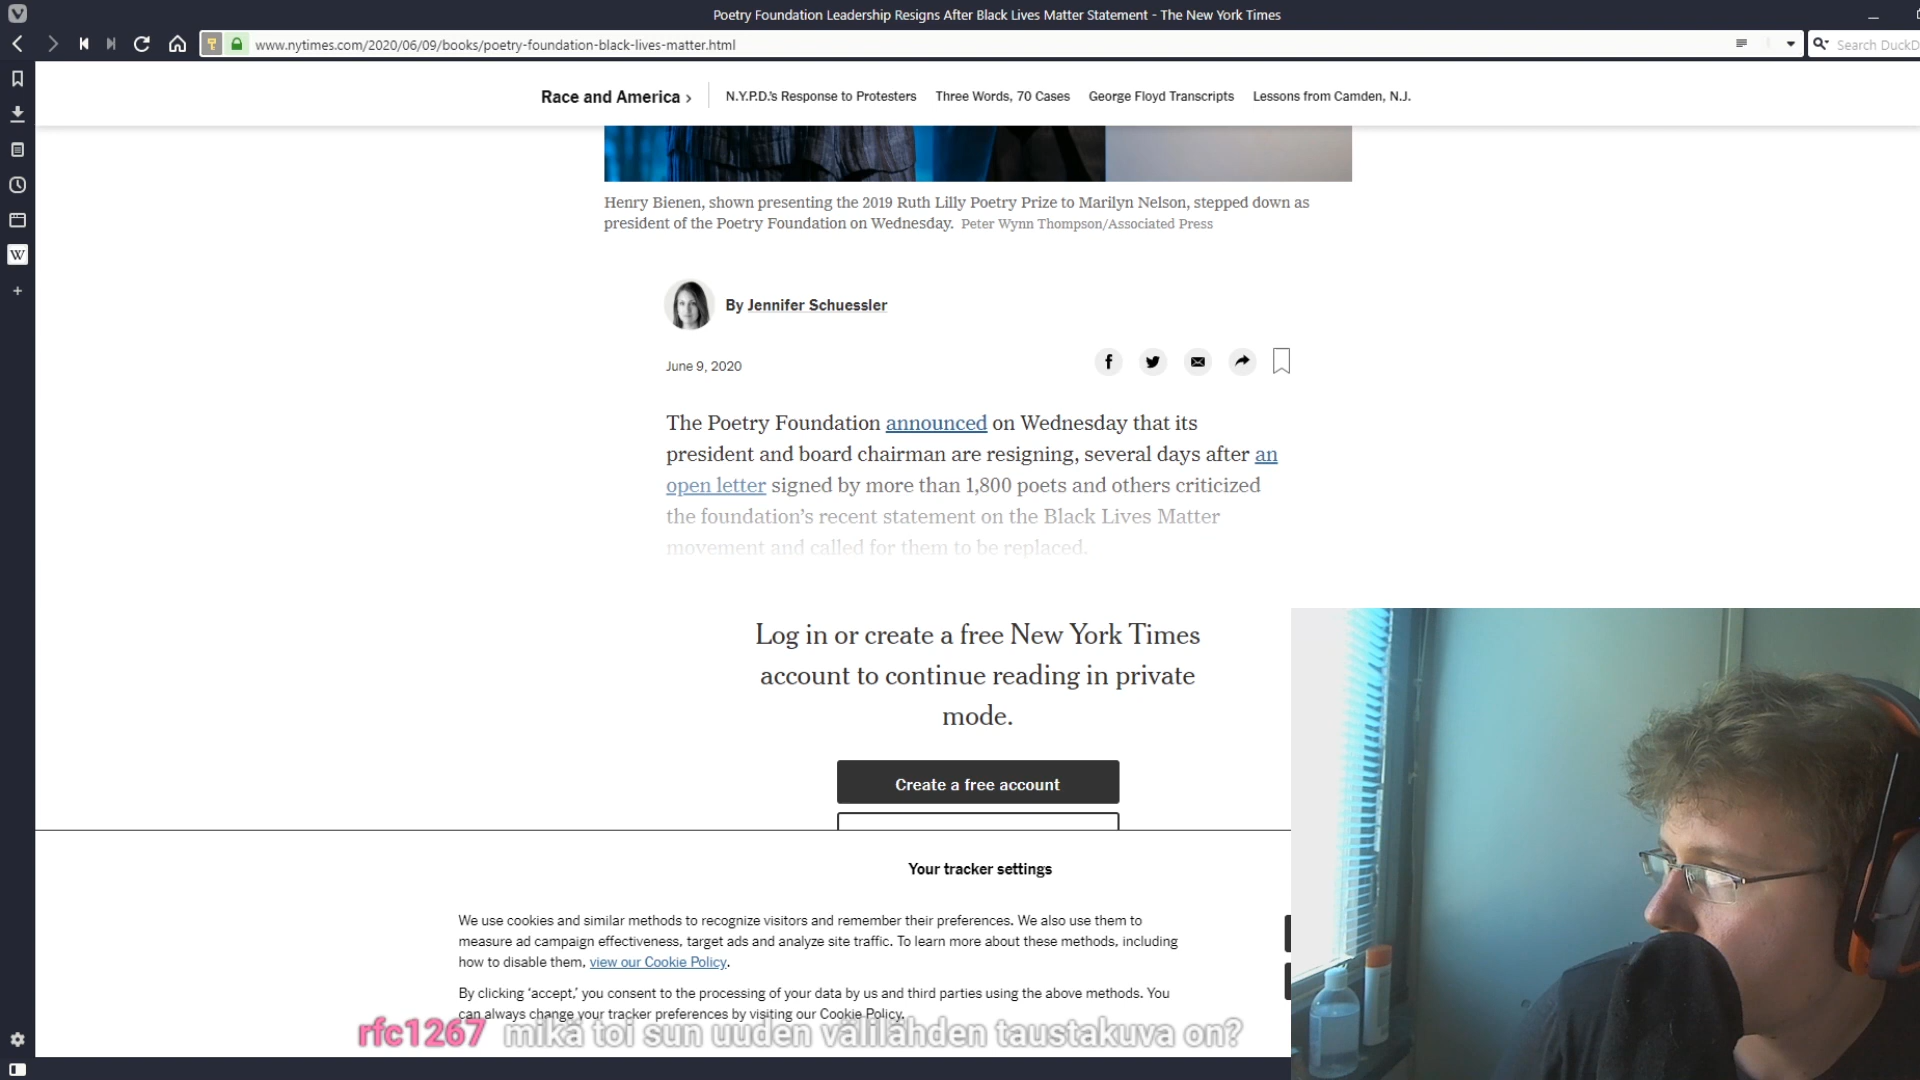 Poetry Foundation Leadership Resigns After Black Lives Matter Statement - The New York Times
www.nytimes.com/2020/06/09/books/poetry-foundation-black-lives-matter.html
Search DuckD
Race and America ›
N.Y.P.D.'s Response to Protesters
Three Words, 70 Cases
George Floyd Transcripts
Lessons from Camden, N.J.
Henry Bienen, shown presenting the 2019 Ruth Lilly Poetry Prize to Marilyn Nelson, stepped down as
president of the Poetry Foundation on Wednesday. Peter Wynn Thompson/Associated Press
By Jennifer Schuessler
June 9, 2020
The Poetry Foundation announced on Wednesday that its
president and board chairman are resigning, several days after an
open letter signed by more than 1,800 poets and others criticized
the foundation’s recent statement on the Black Lives Matter
movement and called for them to be replaced.
Log in or create a free New York Times
account to continue reading in private
mode.
Create a free account
Your tracker settings
We use cookies and similar methods to recognize visitors and remember their preferences. We also use them to
measure ad campaign effectiveness, target ads and analyze site traffic. To learn more about these methods, including
how to disable them, view our Cookie Policy.
By clicking ‘accept,’ you consent to the processing of your data by us and third parties using the above methods. You
can always change your tracker preferences by visiting our Cookie Policy.
rfc1267 mikä toi sun uuden välilähden taustakuva on?
W